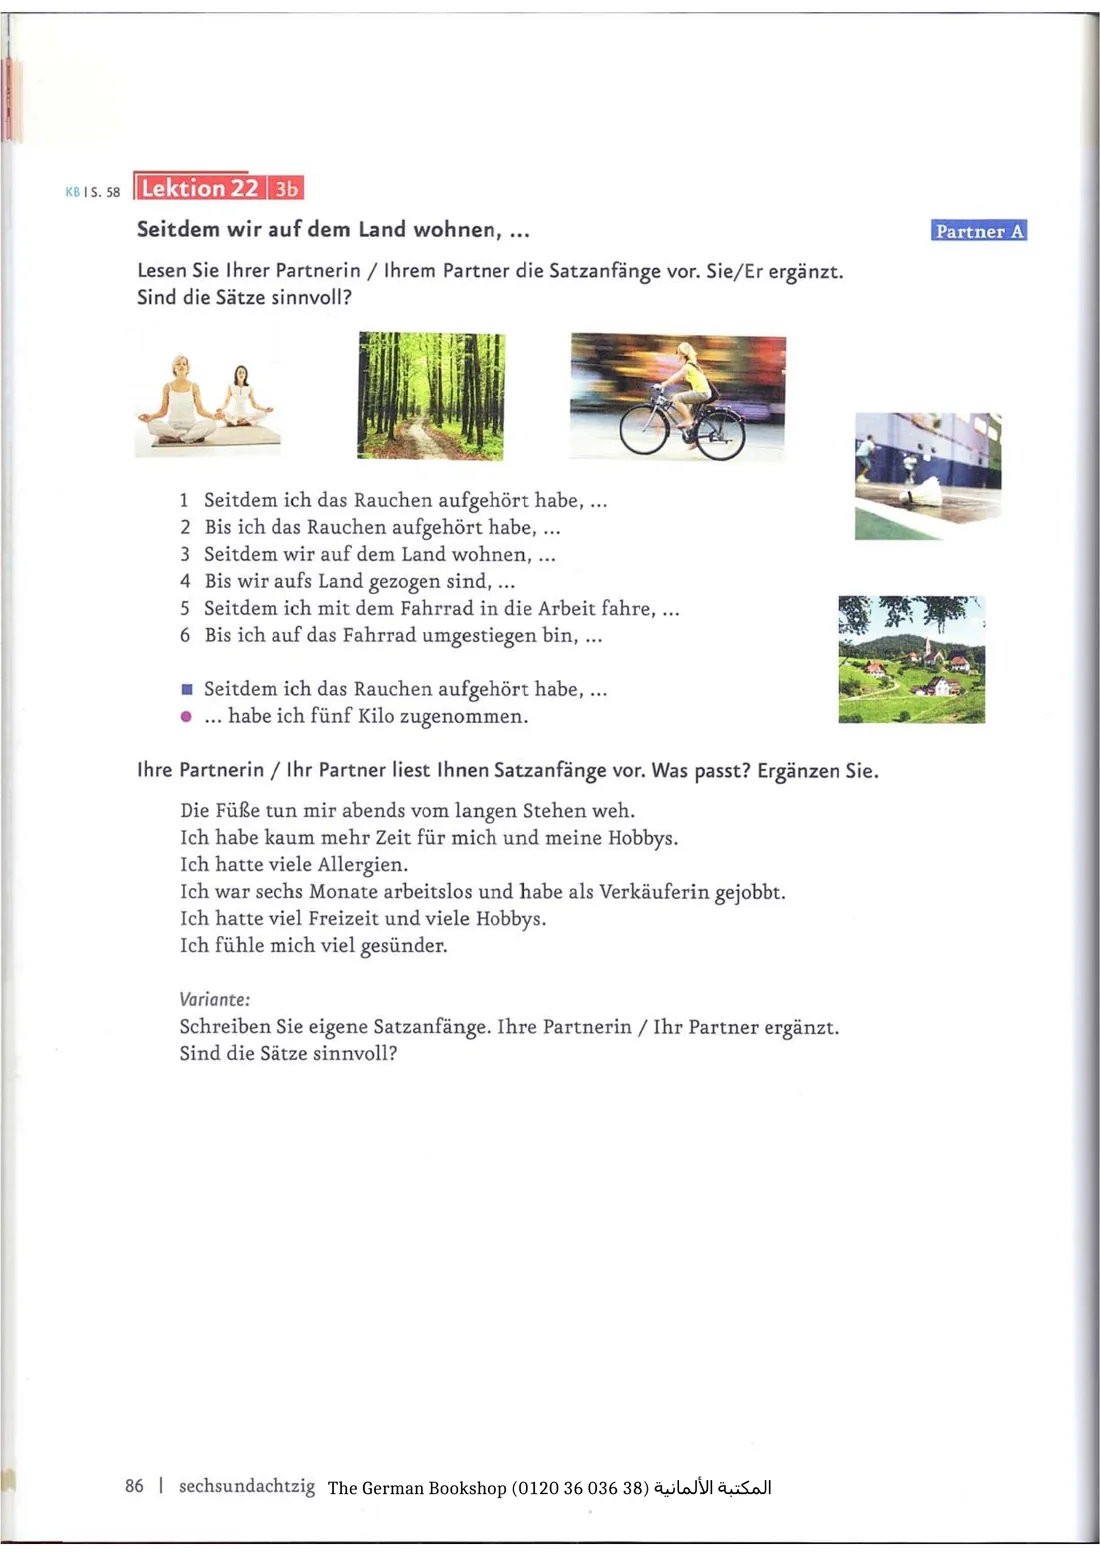 KB | S. 58 Lektion 22 3b
Seitdem wir auf dem Land wohnen, ...
Partner A
Lesen Sie Ihrer Partnerin / Ihrem Partner die Satzanfänge vor. Sie/Er ergänzt.
Sind die Sätze sinnvoll?
1 Seitdem ich das Rauchen aufgehört habe, ...
2 Bis ich das Rauchen aufgehört habe, ...
3 Seitdem wir auf dem Land wohnen, ...
4 Bis wir aufs Land gezogen sind, ...
5 Seitdem ich mit dem Fahrrad in die Arbeit fahre, ...
6 Bis ich auf das Fahrrad umgestiegen bin, ...
■ Seitdem ich das Rauchen aufgehört habe, ...
● ... habe ich fünf Kilo zugenommen.
Ihre Partnerin / Ihr Partner liest Ihnen Satzanfänge vor. Was passt? Ergänzen Sie.
Die Füße tun mir abends vom langen Stehen weh.
Ich habe kaum mehr Zeit für mich und meine Hobbys.
Ich hatte viele Allergien.
Ich war sechs Monate arbeitslos und habe als Verkäuferin gejobbt.
Ich hatte viel Freizeit und viele Hobbys.
Ich fühle mich viel gesünder.
Variante:
Schreiben Sie eigene Satzanfänge. Ihre Partnerin / Ihr Partner ergänzt.
Sind die Sätze sinnvoll?
86 | sechsundachtzig The German Bookshop (0120 36 036 38) المكتبة الألمانية